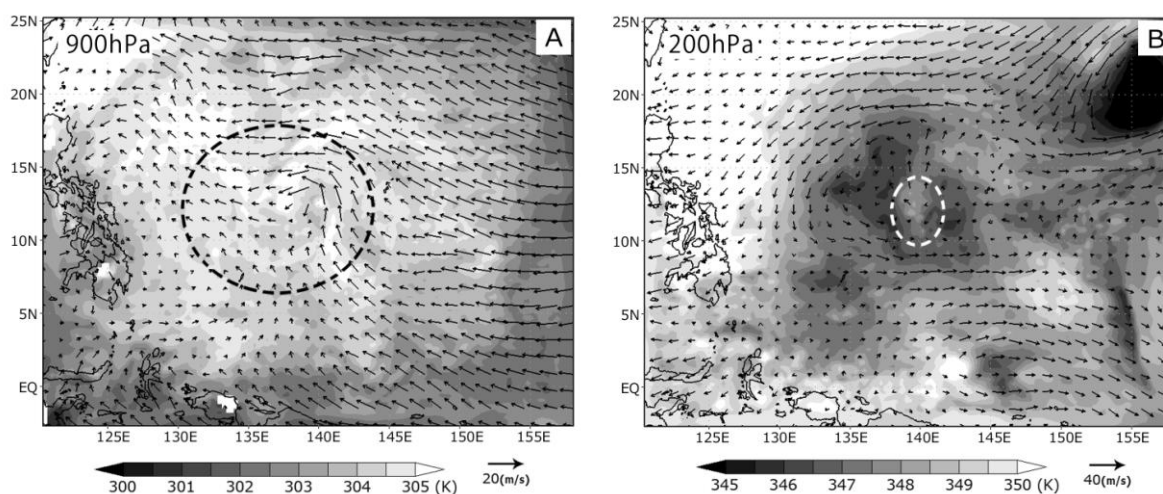 900hPa
A
25N
20N
15N
10N
5N
EQ
125E 130E 135E 140E 145E 150E 155E
300 301 302 303 304 305 (K)
20(m/s)
200hPa
B
25N
20N
15N
10N
5N
EQ
125E 130E 135E 140E 145E 150E 155E
345 346 347 348 349 350 (K)
40(m/s)